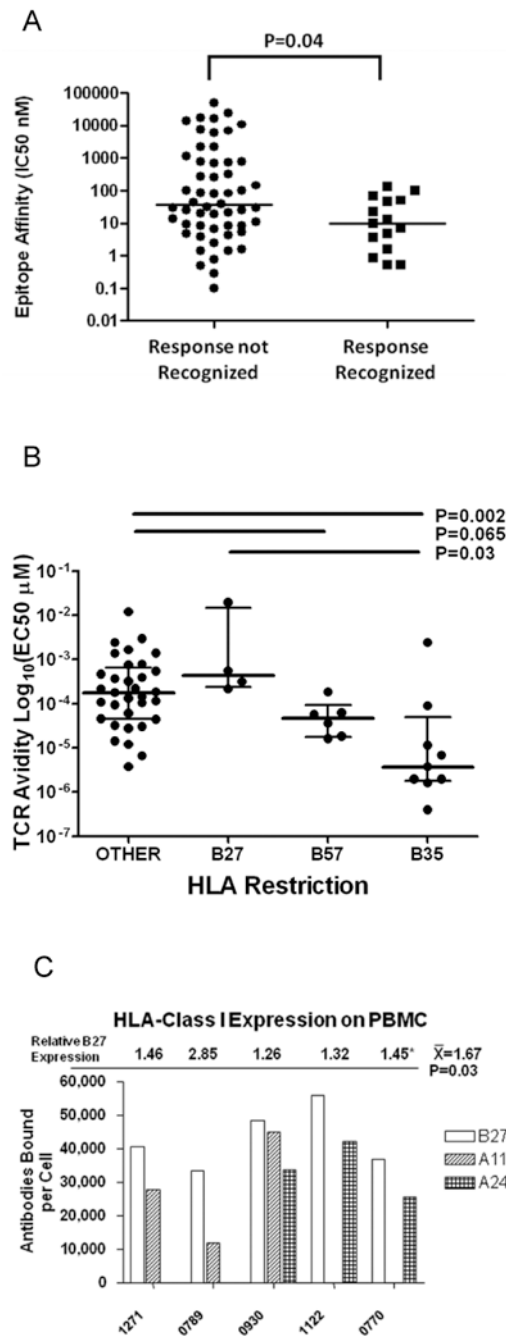 A
P=0.04
Epitope Affinity (IC50 nM)
100000
10000
1000
100
10
1
0.1
0.01
Response not
Recognized
Response
Recognized
B
P=0.002
P=0.065
P=0.03
TCR Avidity Log10(EC50 μM)
10-1
10-2
10-3
10-4
10-5
10-6
10-7
OTHER
B27
B57
B35
HLA Restriction
C
HLA-Class I Expression on PBMC
Relative B27
Expression
1.46
2.85
1.26
1.32
1.45*
X̅=1.67
P=0.03
Antibodies Bound
per Cell
60,000
50,000
40,000
30,000
20,000
10,000
B27
A11
A24
1271
0789
0930
1122
0770